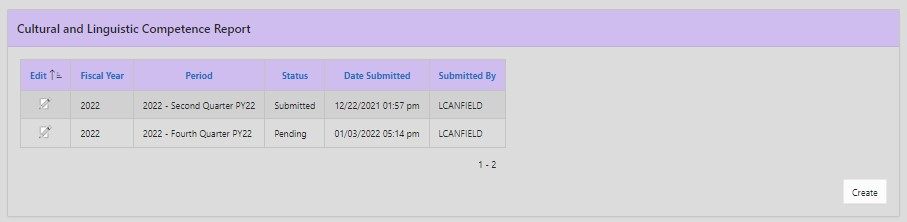 Cultural and Linguistic Competence Report
Edit Fiscal Year Period Status Date Submitted Submitted By
2022 2022 - Second Quarter PY22 Submitted 12/22/2021 01:57 pm LCANFIELD
2022 2022 - Fourth Quarter PY22 Pending 01/03/2022 05:14 pm LCANFIELD
1 - 2
Create